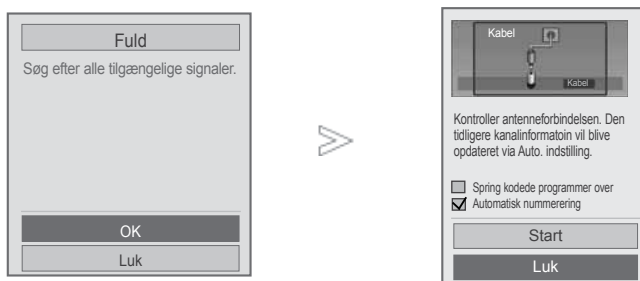 Fuld
Søg efter alle tilgængelige signaler.
OK
Luk
Kabel
Kabel
Kontroller antenneforbindelsen. Den
tidligere kanalinformatoin vil blive
opdateret via Auto. indstilling.
Spring kodede programmer over
Automatisk nummerering
Start
Luk